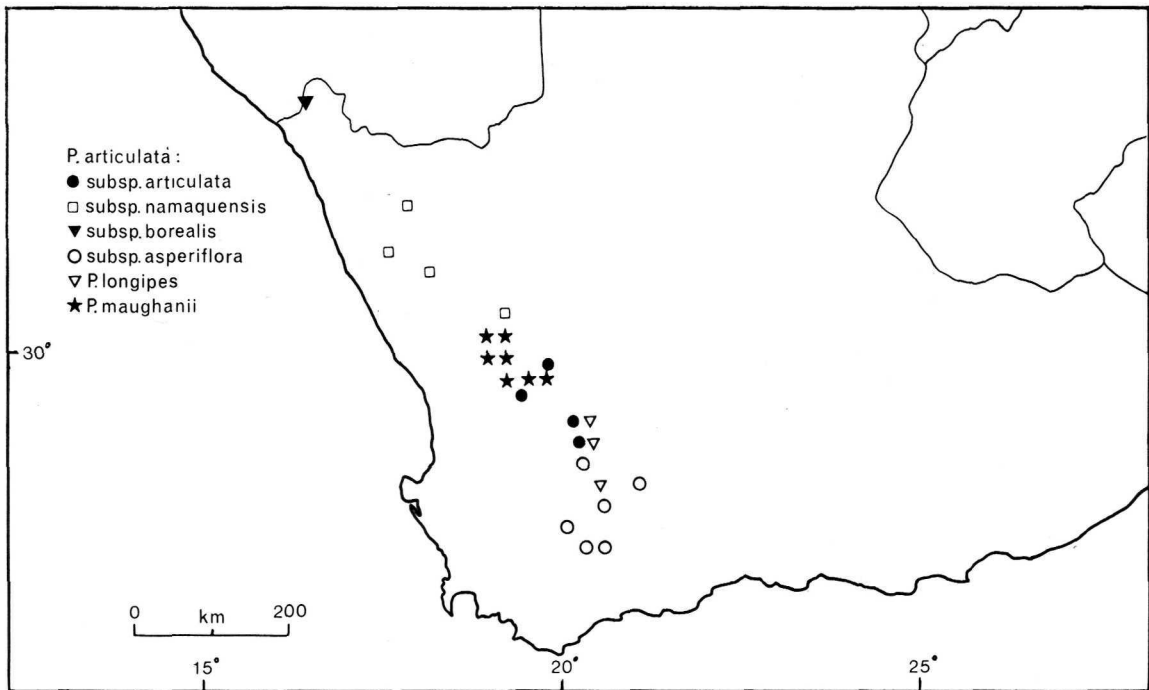 P. articulata :
subsp. articulata
subsp. namaquensis
subsp. borealis
subsp. asperiflora
P. longipes
P. maughanii
30°
0 km 200
15° 20° 25°